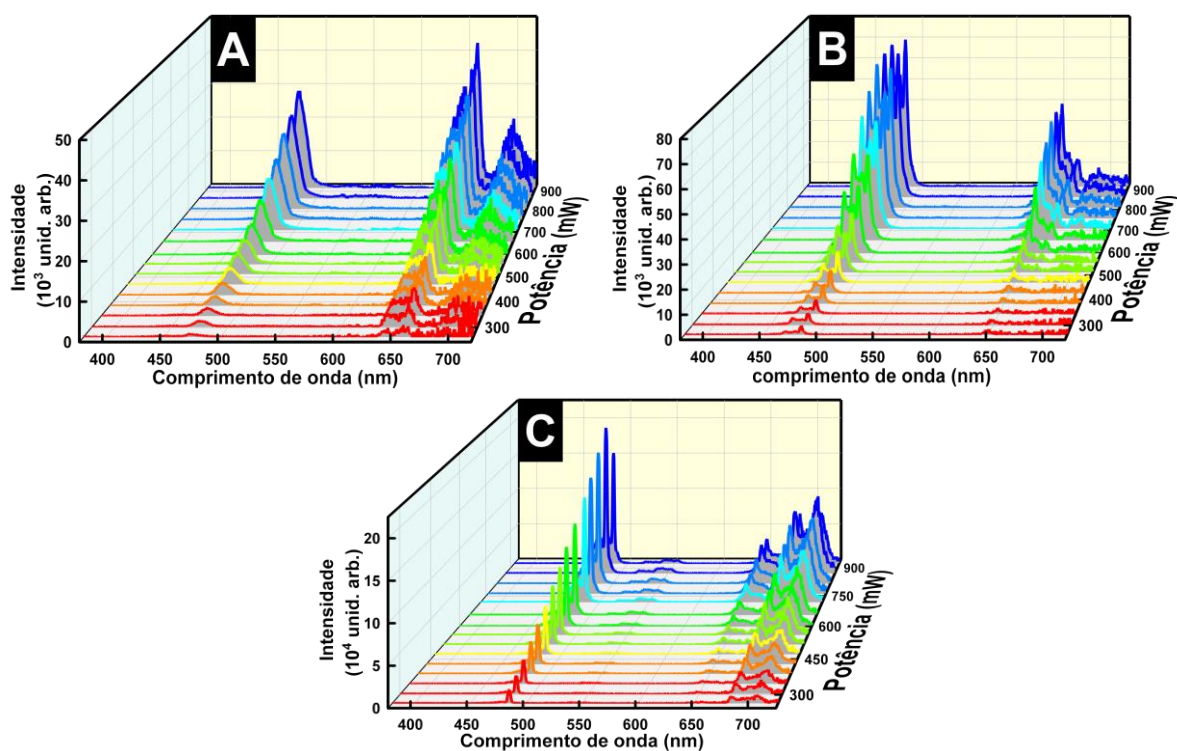 A
50
40
30
20
10
0
Intensidade
(10³ unid. arb.)
400 450 500 550 600 650 700
Comprimento de onda (nm)
300
400
500
600
700
800
900
Potência (mW)
B
80
70
60
50
40
30
20
10
0
Intensidade
(10³ unid. arb.)
400 450 500 550 600 650 700
comprimento de onda (nm)
300
400
500
600
700
800
900
Potência (mW)
C
20
15
10
5
0
Intensidade
(10⁴ unid. arb.)
400 450 500 550 600 650 700
Comprimento de onda (nm)
300
450
600
750
900
Potência (mW)